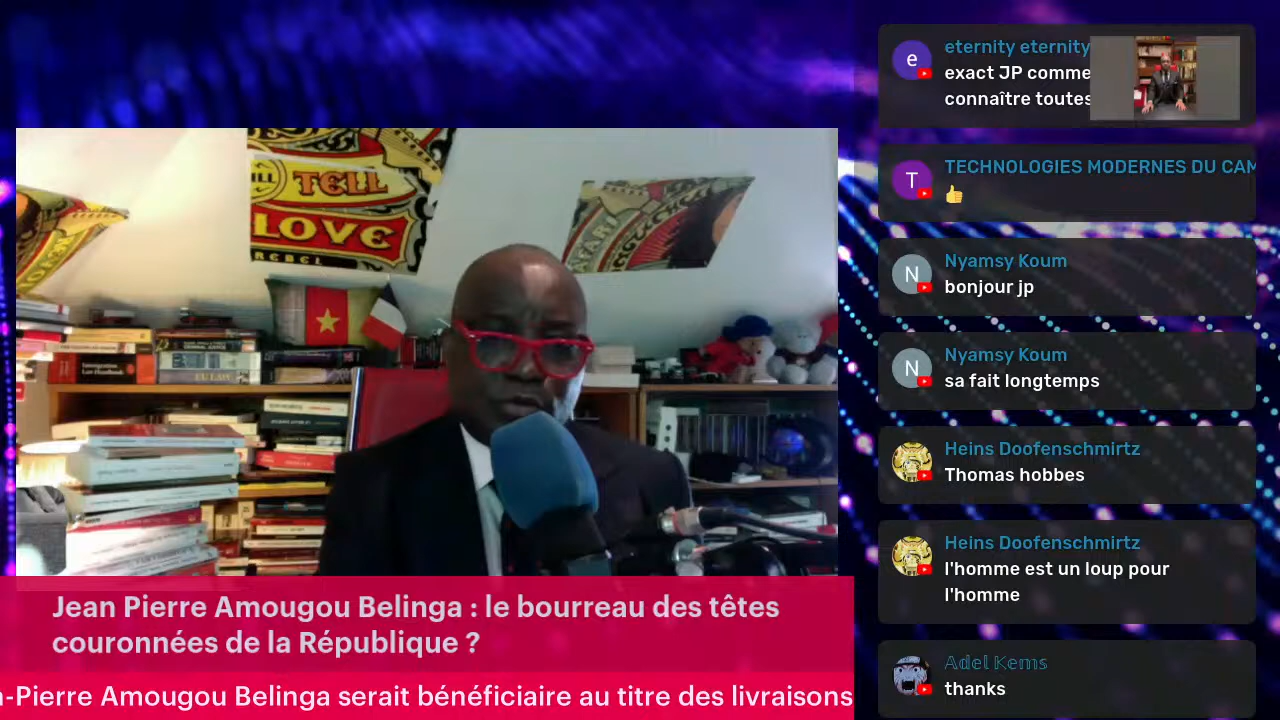 TELL
LOVE
REBEL
Jean Pierre Amougou Belinga : le bourreau des têtes
couronnées de la République ?
-Pierre Amougou Belinga serait bénéficiaire au titre des livraisons
e
eternity eternity
exact JP comme
connaître toutes
T
TECHNOLOGIES MODERNES DU CAM
👍
N
Nyamsy Koum
bonjour jp
N
Nyamsy Koum
sa fait longtemps
Heins Doofenschmirtz
Thomas hobbes
Heins Doofenschmirtz
l'homme est un loup pour
l'homme
Adel Kems
thanks